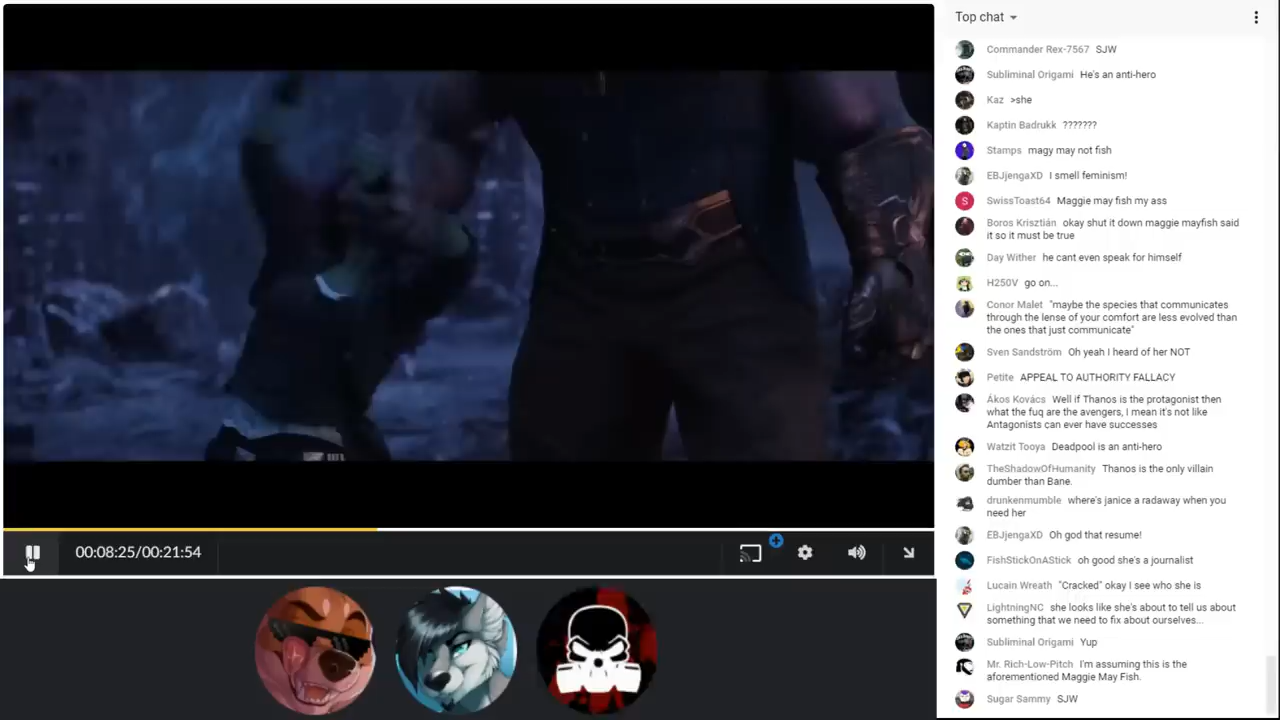 Top chat
Commander Rex-7567 SJW
Subliminal Origami He's an anti-hero
Kaz >she
Kaptin Badrukk ???????
Stamps magy may not fish
EBJjengaXD I smell feminism!
S SwissToast64 Maggie may fish my ass
Boros Krisztián okay shut it down maggie mayfish said
it so it must be true
Day Wither he cant even speak for himself
H250V go on...
Conor Malet "maybe the species that communicates
through the lense of your comfort are less evolved than
the ones that just communicate"
Sven Sandström Oh yeah I heard of her NOT
Petite APPEAL TO AUTHORITY FALLACY
Ákos Kovács Well if Thanos is the protagonist then
what the fuq are the avengers, I mean it's not like
Antagonists can ever have successes
Watzit Tooya Deadpool is an anti-hero
TheShadowOfHumanity Thanos is the only villain
dumber than Bane.
drunkenmumble where's janice a radaway when you
need her
EBJjengaXD Oh god that resume!
FishStickOnAStick oh good she's a journalist
Lucain Wreath "Cracked" okay I see who she is
LightningNC she looks like she's about to tell us about
something that we need to fix about ourselves...
Subliminal Origami Yup
Mr. Rich-Low-Pitch I'm assuming this is the
aforementioned Maggie May Fish.
Sugar Sammy SJW
00:08:25/00:21:54